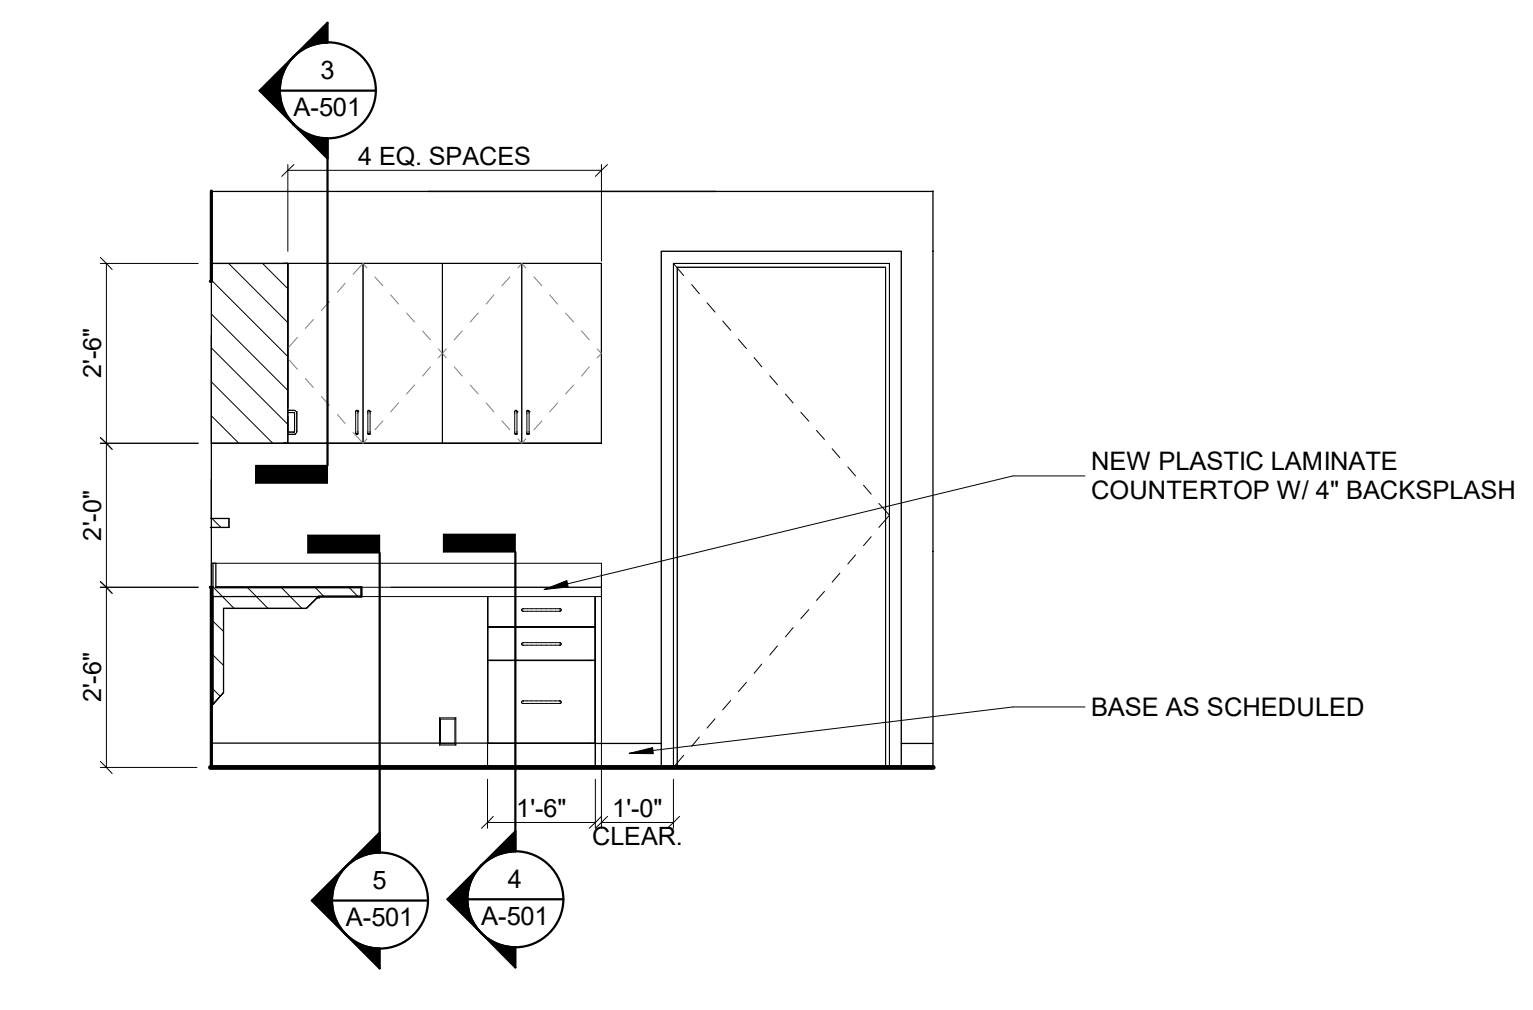 3
A-501
4 EQ. SPACES
2'-6"
2'-0"
2'-6"
NEW PLASTIC LAMINATE
COUNTERTOP W/ 4" BACKSPLASH
BASE AS SCHEDULED
1'-6"
1'-0"
CLEAR.
5
A-501
4
A-501